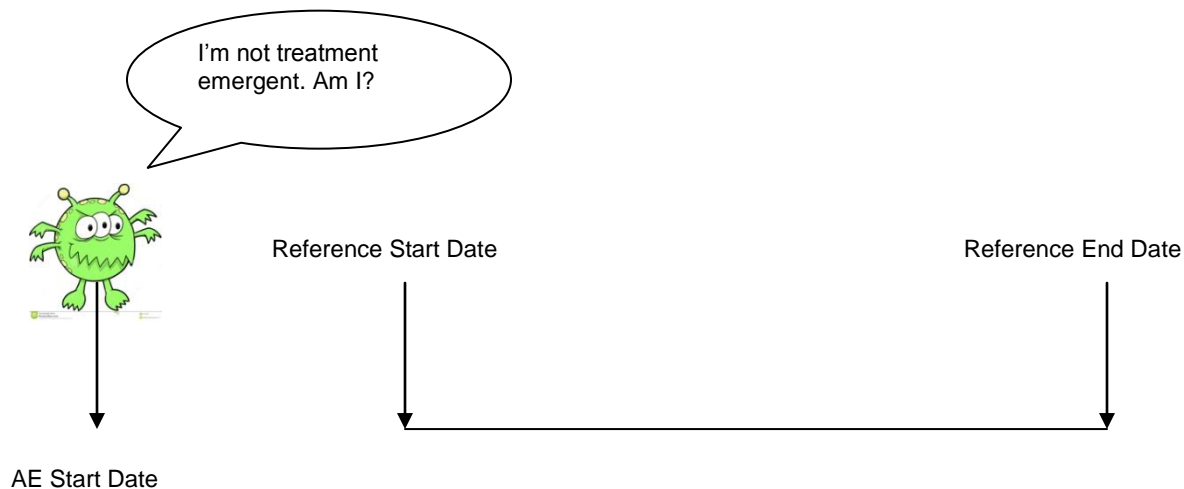 I’m not treatment
emergent. Am I?
Reference Start Date
Reference End Date
AE Start Date